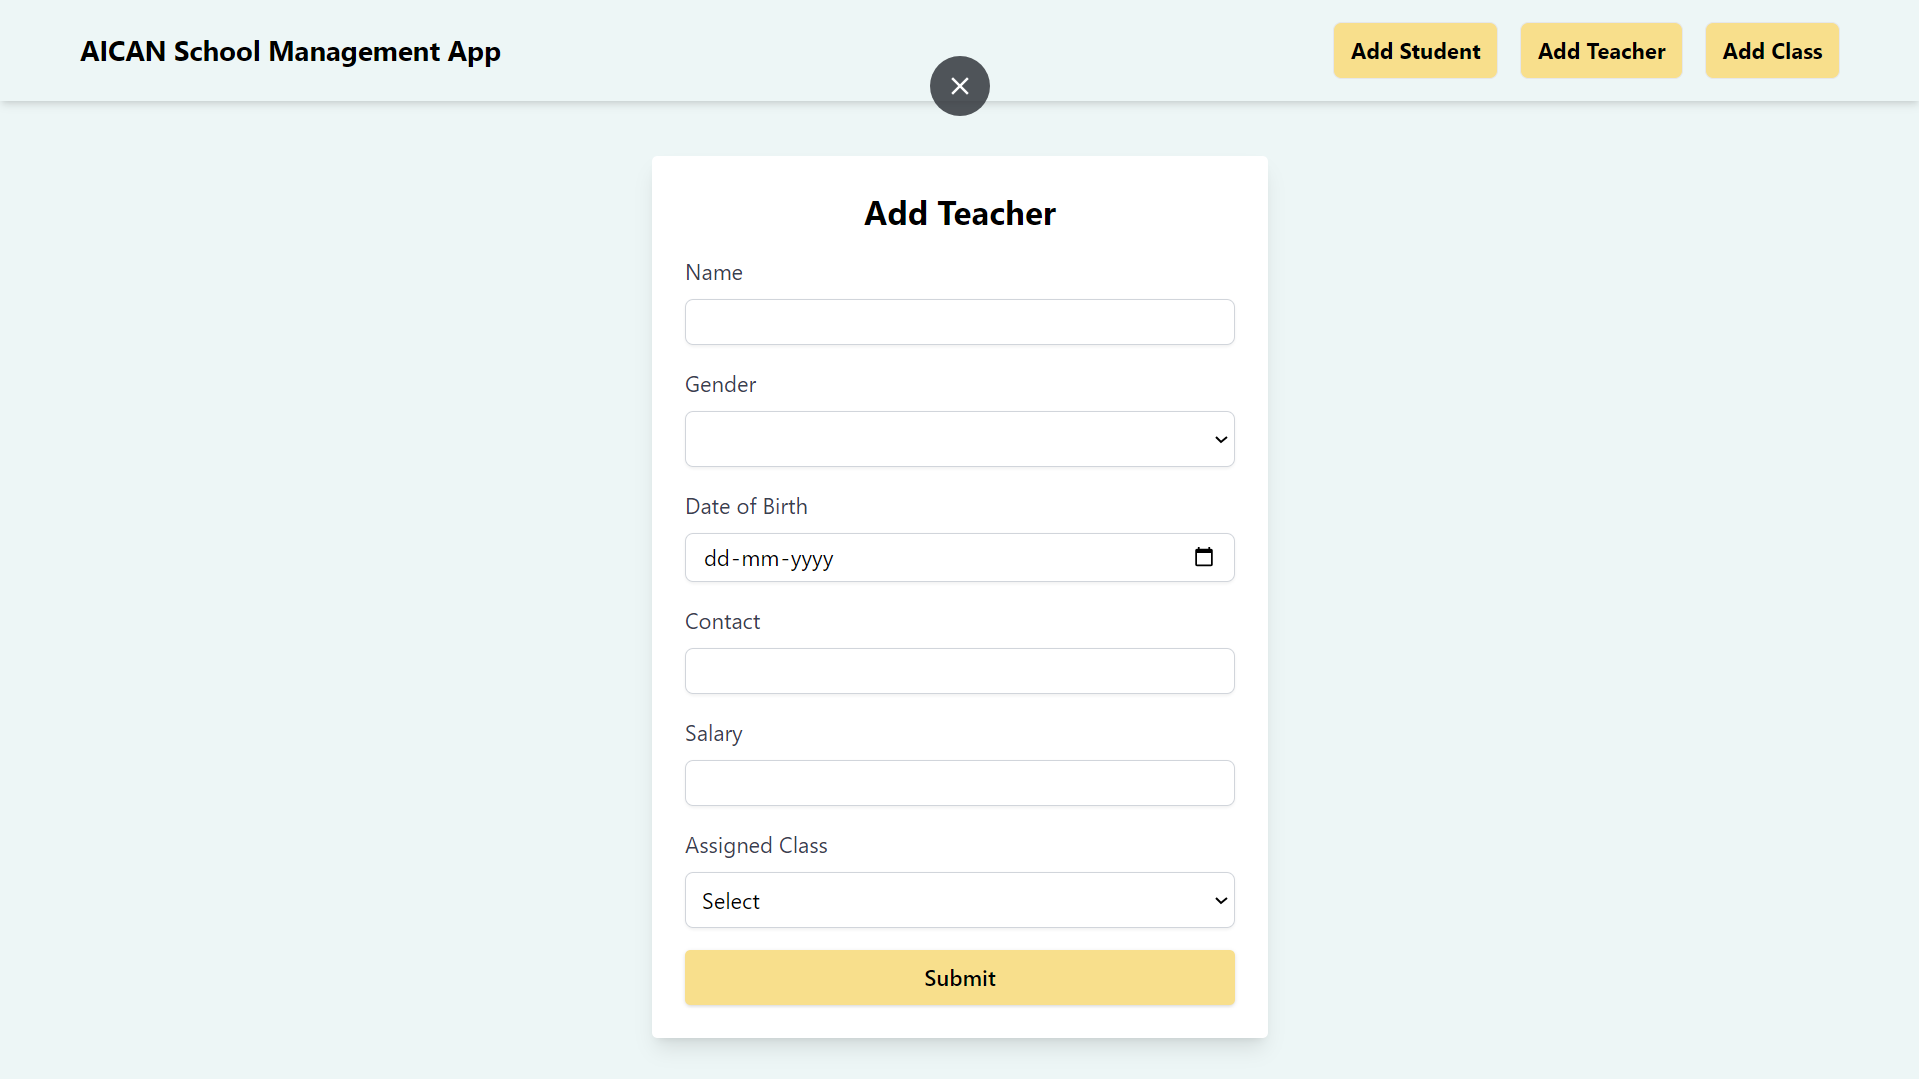 AICAN School Management App
Add Student
Add Teacher
Add Class
Add Teacher
Name
Gender
Date of Birth
dd-mm-yyyy
Contact
Salary
Assigned Class
Select
Submit